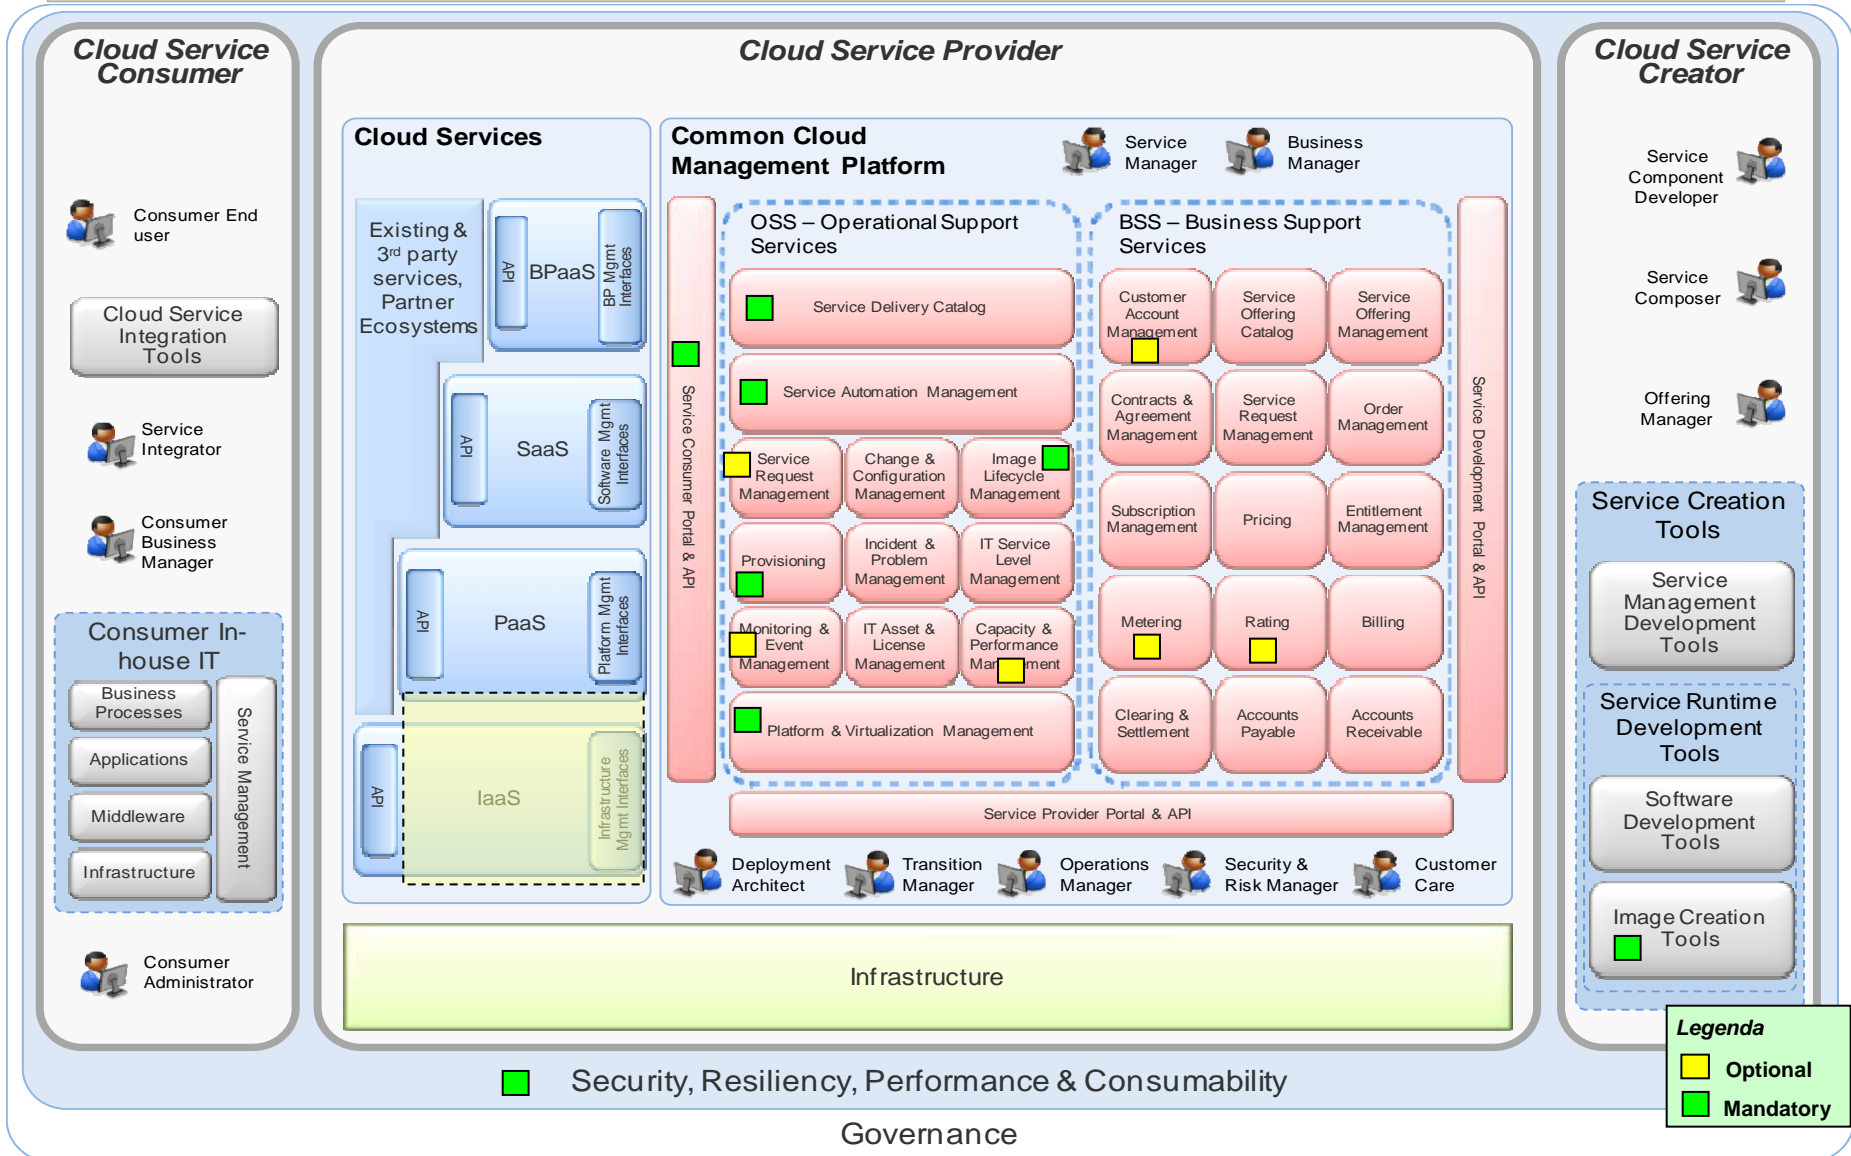 Cloud Service
Consumer
Consumer End
user
Cloud Service
Integration
Tools
Service
Integrator
Consumer
Business
Manager
Consumer In-
house IT
Business
Processes
Applications
Middleware
Infrastructure
Service Management
Consumer
Administrator
Cloud Service Provider
Cloud Services
Existing &
3rd party
services,
Partner
Ecosystems
API
BPaaS
BP Mgmt
Interfaces
API
SaaS
Software Mgmt
Interfaces
API
PaaS
Platform Mgmt
Interfaces
API
IaaS
Infrastructure
Mgmt Interfaces
Common Cloud
Management Platform
Service
Manager
Business
Manager
Service Consumer Portal & API
OSS – Operational Support
Services
Service Delivery Catalog
Service Automation Management
Service
Request
Management
Change &
Configuration
Management
Image
Lifecycle
Management
Provisioning
Incident &
Problem
Management
IT Service
Level
Management
Monitoring &
Event
Management
IT Asset &
License
Management
Capacity &
Performance
Management
Platform & Virtualization Management
BSS – Business Support
Services
Customer
Account
Management
Service
Offering
Catalog
Service
Offering
Management
Contracts &
Agreement
Management
Service
Request
Management
Order
Management
Subscription
Management
Pricing
Entitlement
Management
Metering
Rating
Billing
Clearing &
Settlement
Accounts
Payable
Accounts
Receivable
Service Development Portal & API
Service Provider Portal & API
Deployment
Architect
Transition
Manager
Operations
Manager
Security &
Risk Manager
Customer
Care
Infrastructure
Cloud Service
Creator
Service
Component
Developer
Service
Composer
Offering
Manager
Service Creation
Tools
Service
Management
Development
Tools
Service Runtime
Development
Tools
Software
Development
Tools
Image Creation
Tools
Legenda
Optional
Mandatory
Security, Resiliency, Performance & Consumability
Governance